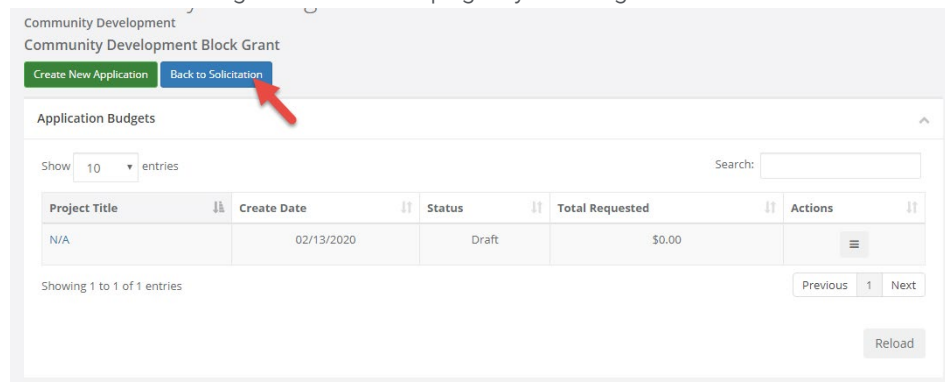 Community Development
Community Development Block Grant
Create New Application Back to Solicitation
Application Budgets
Show 10 entries Search:
Project Title Create Date Status Total Requested Actions
N/A 02/13/2020 Draft $0.00
Showing 1 to 1 of 1 entries Previous 1 Next
Reload